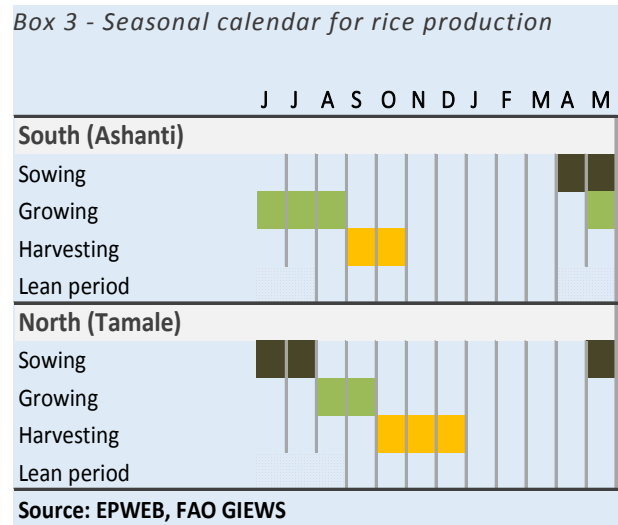 Box 3 - Seasonal calendar for rice production
J J A S O N D J F M A M
South (Ashanti)
Sowing
Growing
Harvesting
Lean period
North (Tamale)
Sowing
Growing
Harvesting
Lean period
Source: EPWEB, FAO GIEWS